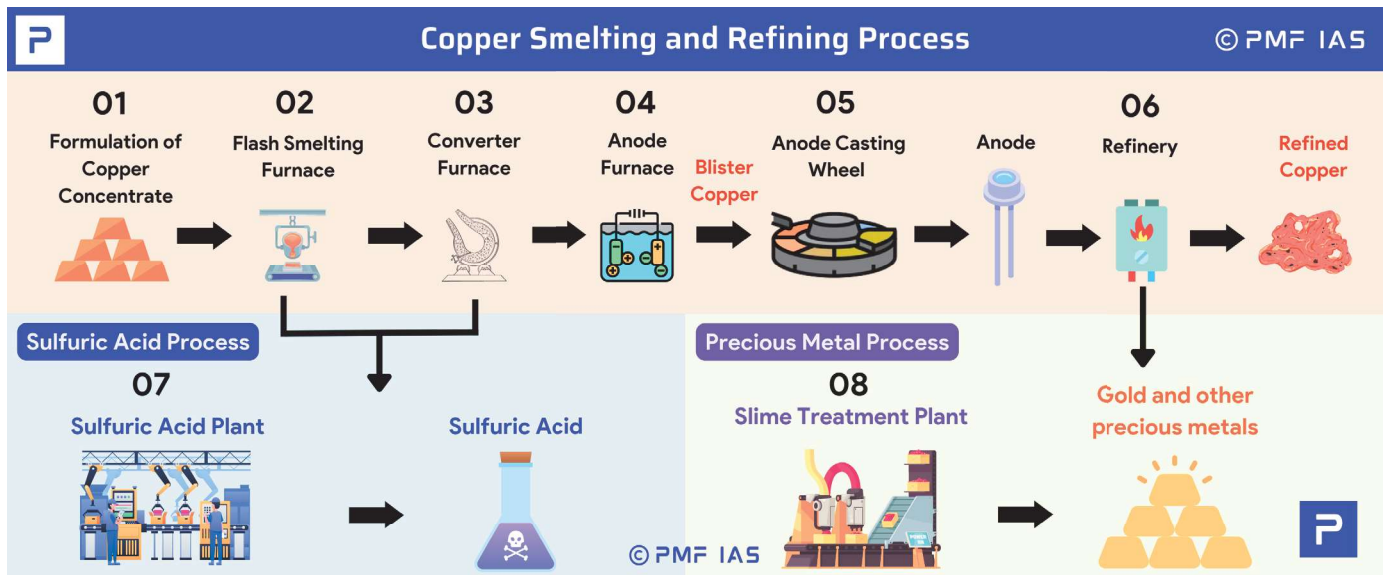 P
Copper Smelting and Refining Process
© PMF IAS
01
Formulation of
Copper
Concentrate
02
Flash Smelting
Furnace
03
Converter
Furnace
04
Anode
Furnace
Blister
Copper
05
Anode Casting
Wheel
Anode
06
Refinery
Refined
Copper
Sulfuric Acid Process
07
Sulfuric Acid Plant
Sulfuric Acid
Precious Metal Process
08
Slime Treatment Plant
Gold and other
precious metals
© PMF IAS
P